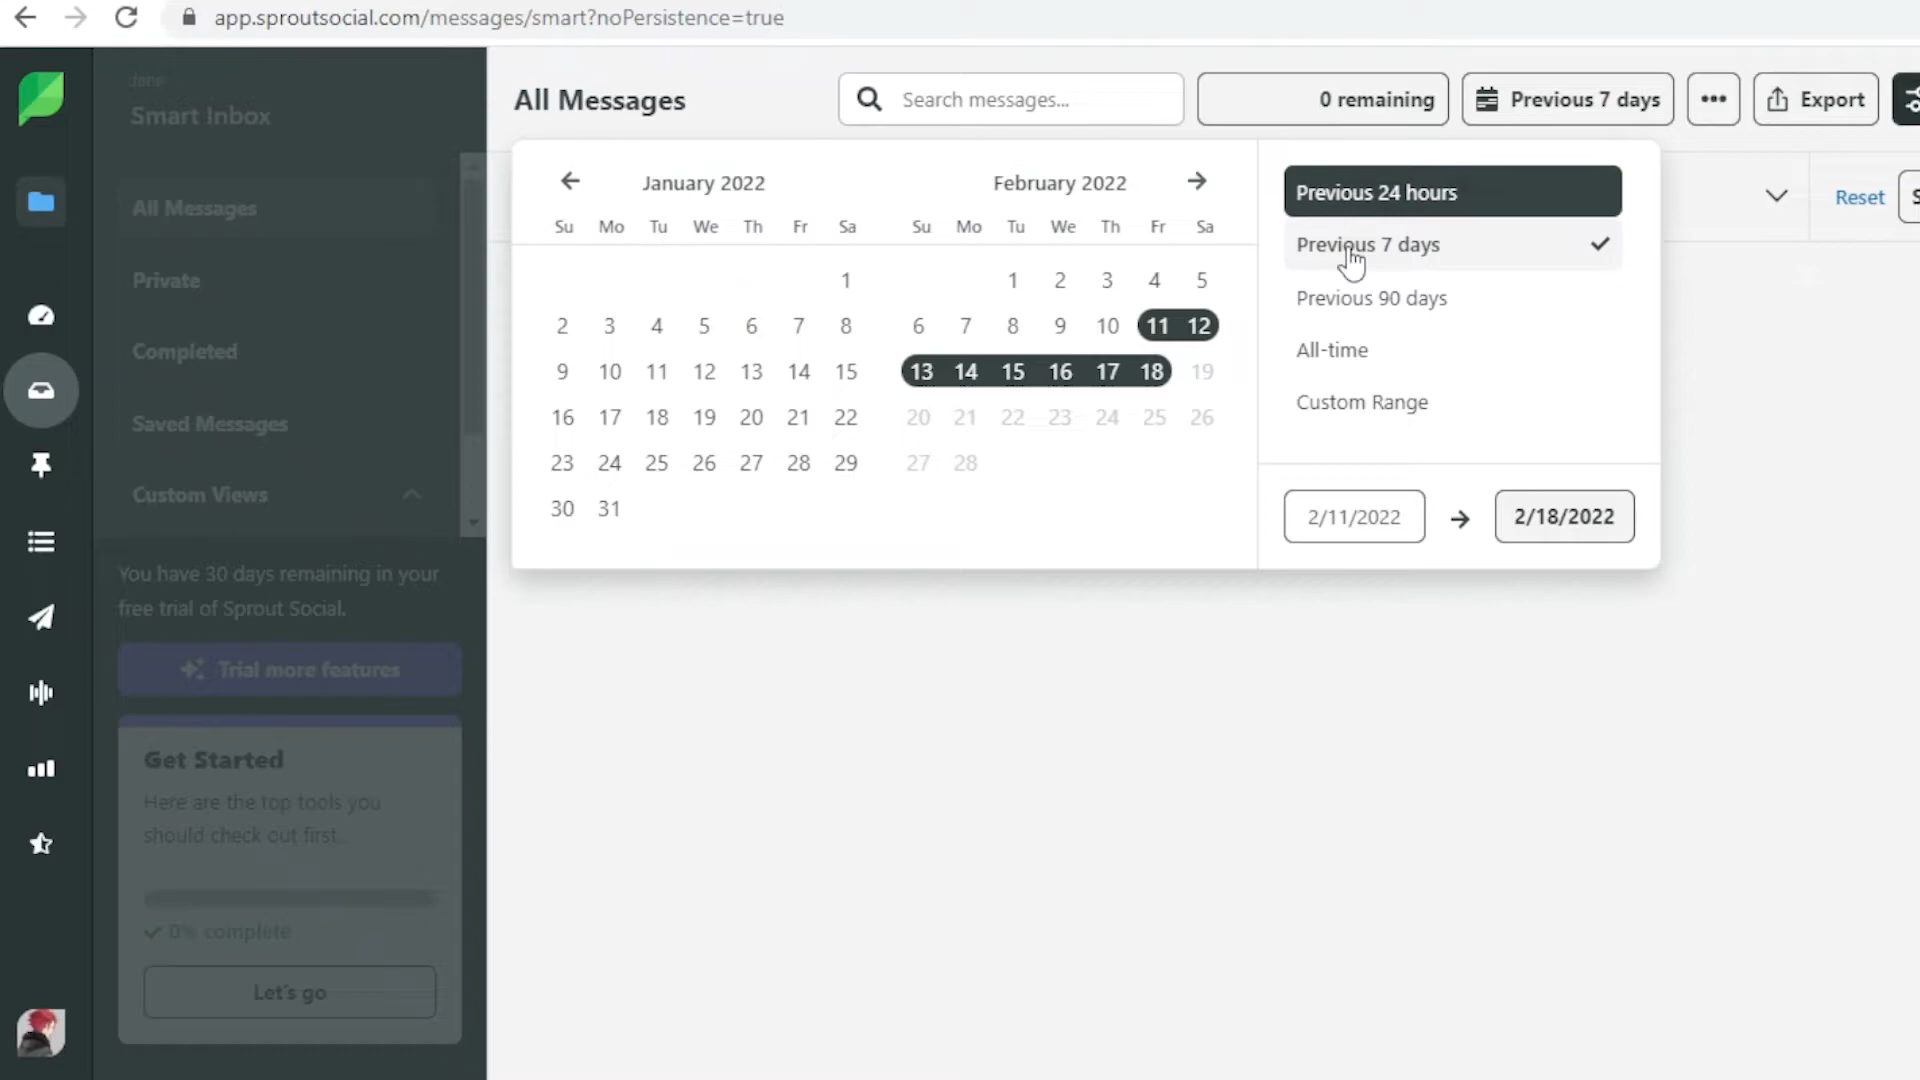 app.sproutsocial.com/messages/smart?noPersistence=true
Jane
Smart Inbox
All Messages
Private
Completed
Saved Messages
Custom Views
You have 30 days remaining in your
free trial of Sprout Social.
Trial more features
Get Started
Here are the top tools you
should check out first.
0% complete
Let's go
All Messages
Search messages...
0 remaining
Previous 7 days
Export
January 2022
Su Mo Tu We Th Fr Sa
1
2 3 4 5 6 7 8
9 10 11 12 13 14 15
16 17 18 19 20 21 22
23 24 25 26 27 28 29
30 31
February 2022
Su Mo Tu We Th Fr Sa
1 2 3 4 5
6 7 8 9 10 11 12
13 14 15 16 17 18 19
20 21 22 23 24 25 26
27 28
Previous 24 hours
Previous 7 days
Previous 90 days
All-time
Custom Range
2/11/2022
2/18/2022
Reset